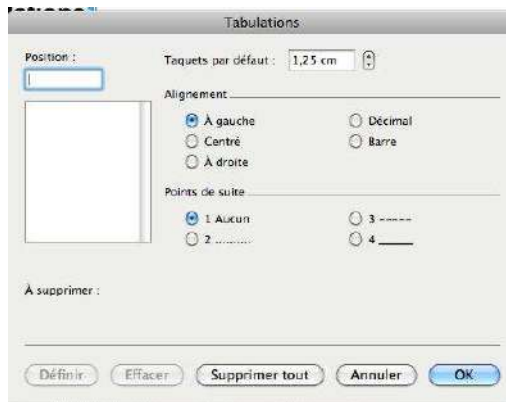 Tabulations
Position :
Taquets par défaut : 1,25 cm
Alignement
À gauche
Décimal
Centré
Barre
À droite
Points de suite
1 Aucun
3 -----
2 ..........
4 _____
À supprimer :
Définir Effacer Supprimer tout Annuler OK